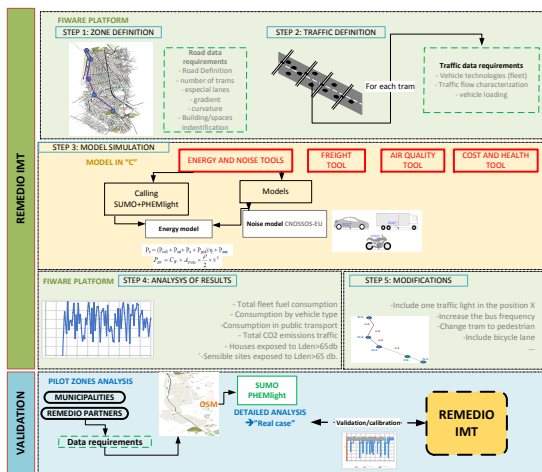 FIWARE PLATFORM
STEP 1: ZONE DEFINITION
Road data
requirements
- Road Definition
- number of trams
- especial lanes
- gradient
- curvature
- Building/spaces
indentification
STEP 2: TRAFFIC DEFINITION
For each tram
Traffic data requirements
- Vehicle technologies (fleet)
- Traffic flow characterization
- vehicle loading
REMEDIO IMT
STEP 3: MODEL SIMULATION
MODEL IN "C"
ENERGY AND NOISE TOOLS
FREIGHT
TOOL
AIR QUALITY
TOOL
COST AND HEALTH
TOOL
Calling
SUMO+PHEMlight
Models
Energy model
Noise model CNOSSOS-EU
FIWARE PLATFORM
STEP 4: ANALYSYS OF RESULTS
- Total fleet fuel consumption
- Consumption by vehicle type
-Consumption in public transport
- Total CO2 emissions traffic
- Houses exposed to Lden>65db
-Sensible sites exposed to Lden>65 db.
STEP 5: MODIFICATIONS
-Include one traffic light in the position X
-Increase the bus frequency
-Change tram to pedestrian
-Include bicycle lane
...
VALIDATION
PILOT ZONES ANALYSIS
MUNICIPALITIES
REMEDIO PARTNERS
Data requirements
OSM
SUMO
PHEMlight
DETAILED ANALYSIS
→"Real case"
Validation/calibration
REMEDIO
IMT